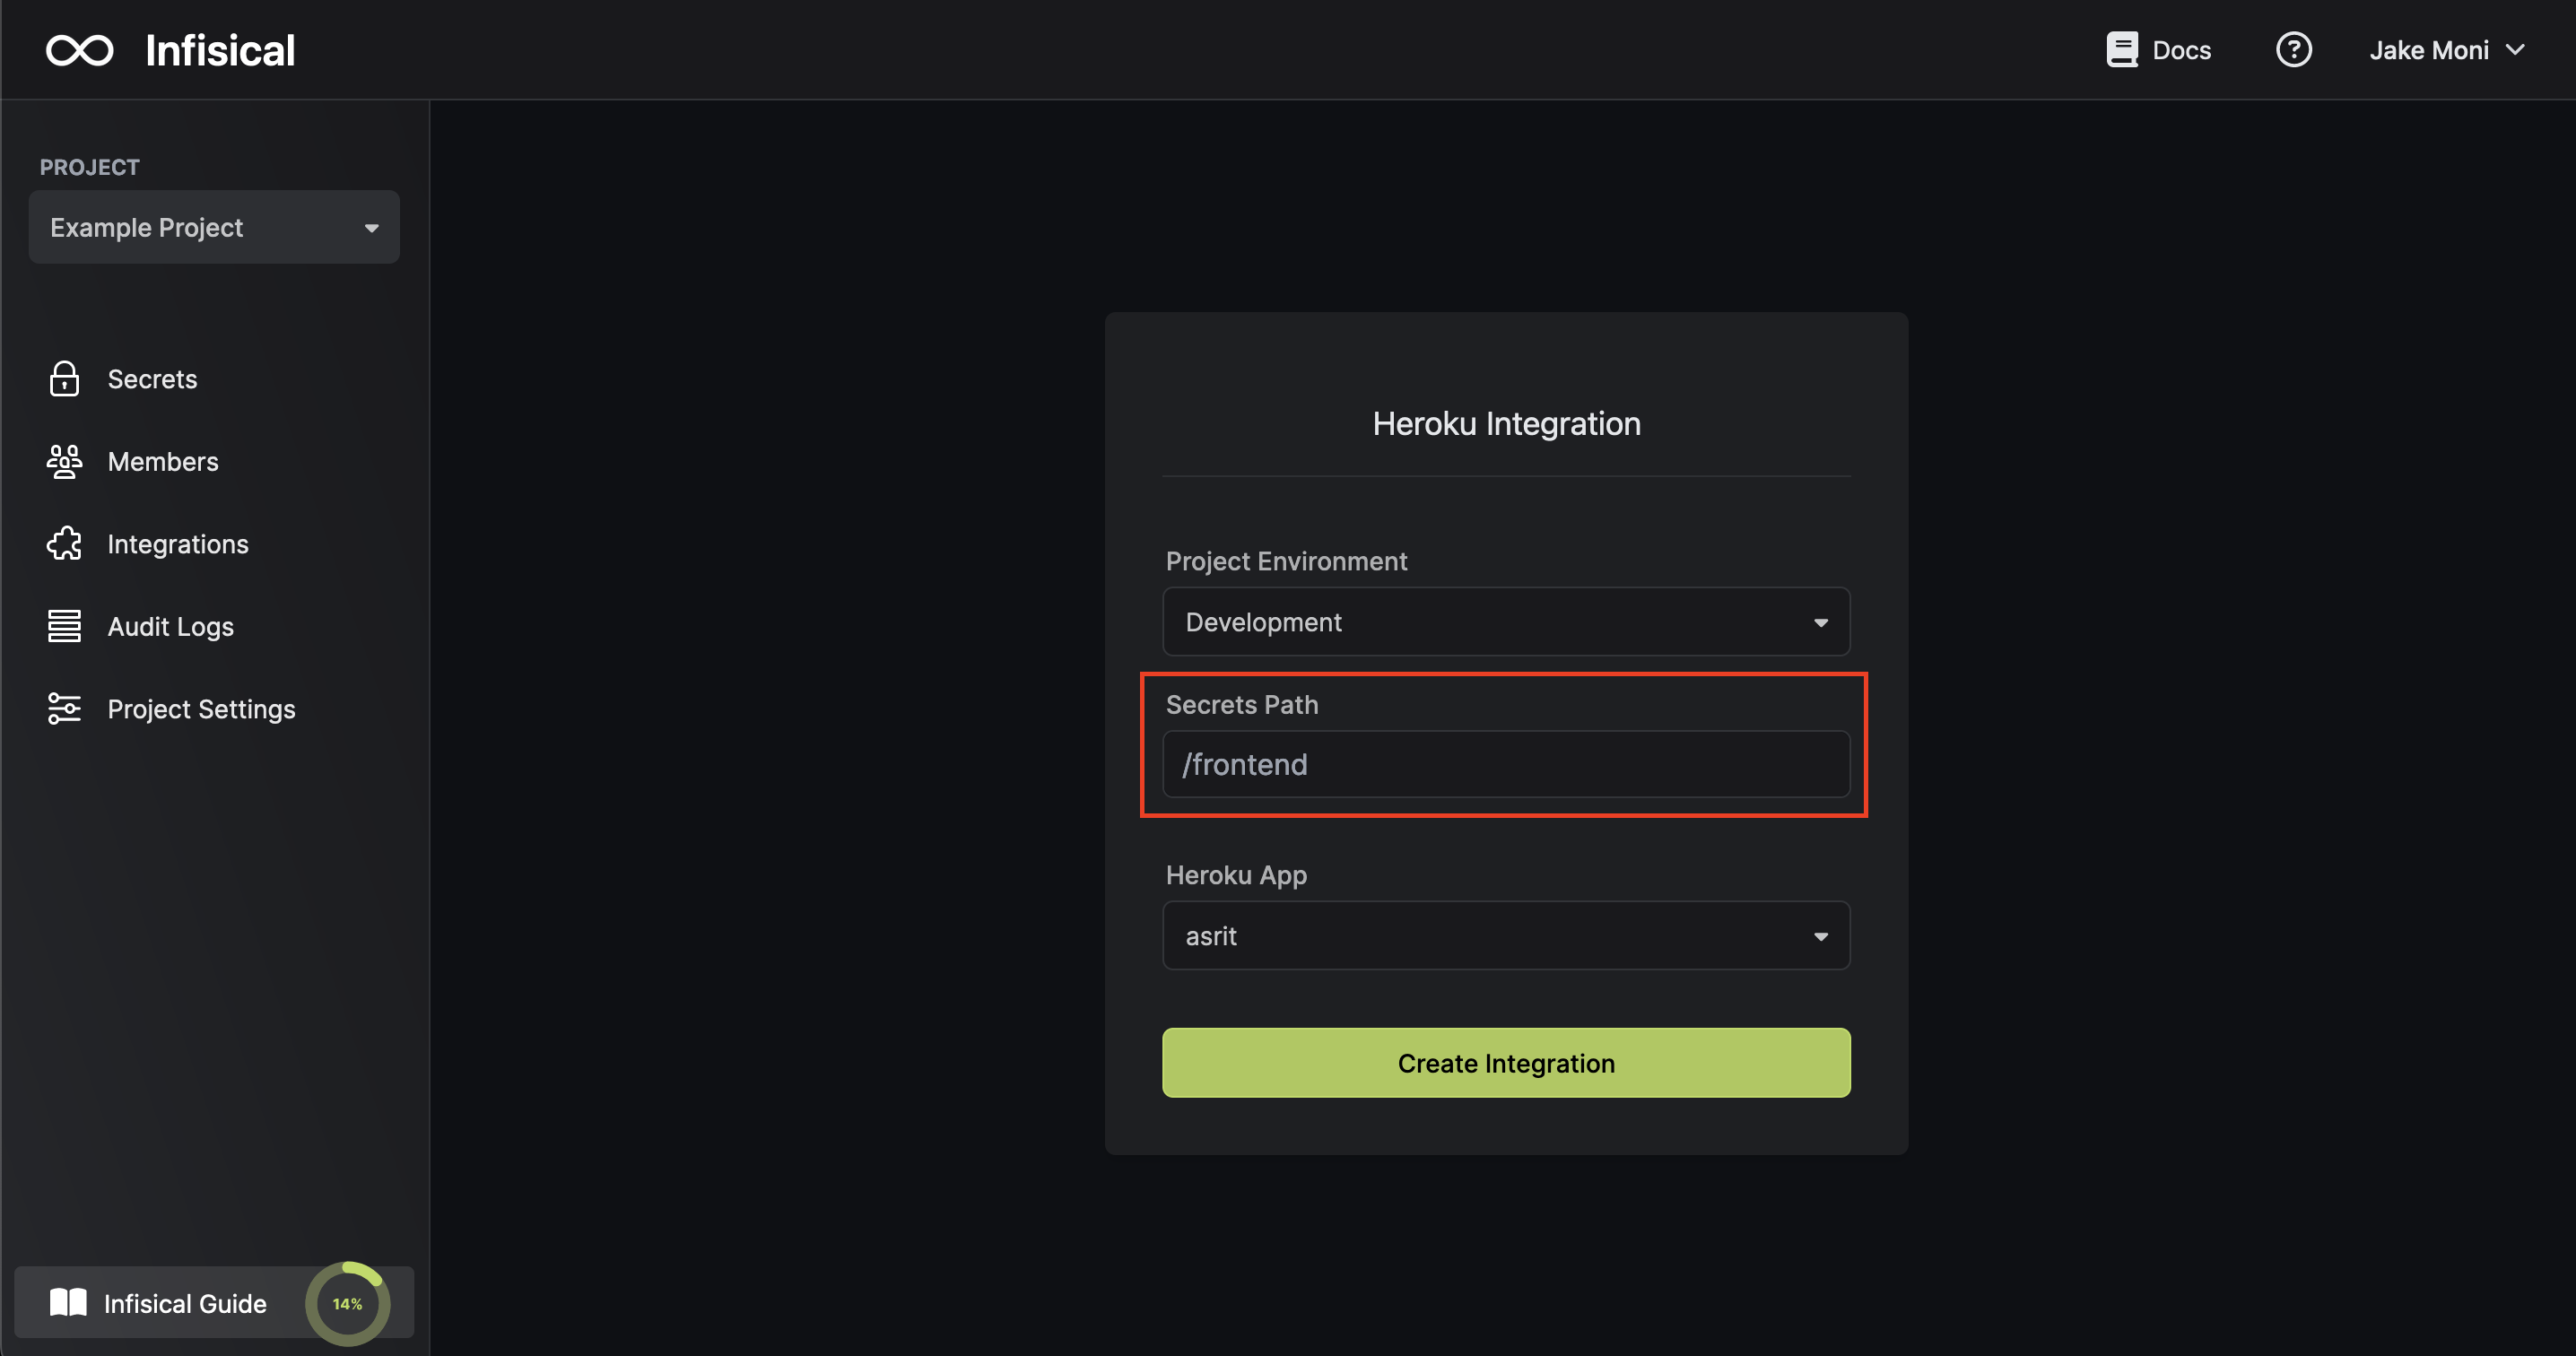 Infisical
Docs
Jake Moni
PROJECT
Example Project
Secrets
Members
Integrations
Audit Logs
Project Settings
Infisical Guide
14%
Heroku Integration
Project Environment
Development
Secrets Path
/frontend
Heroku App
asrit
Create Integration